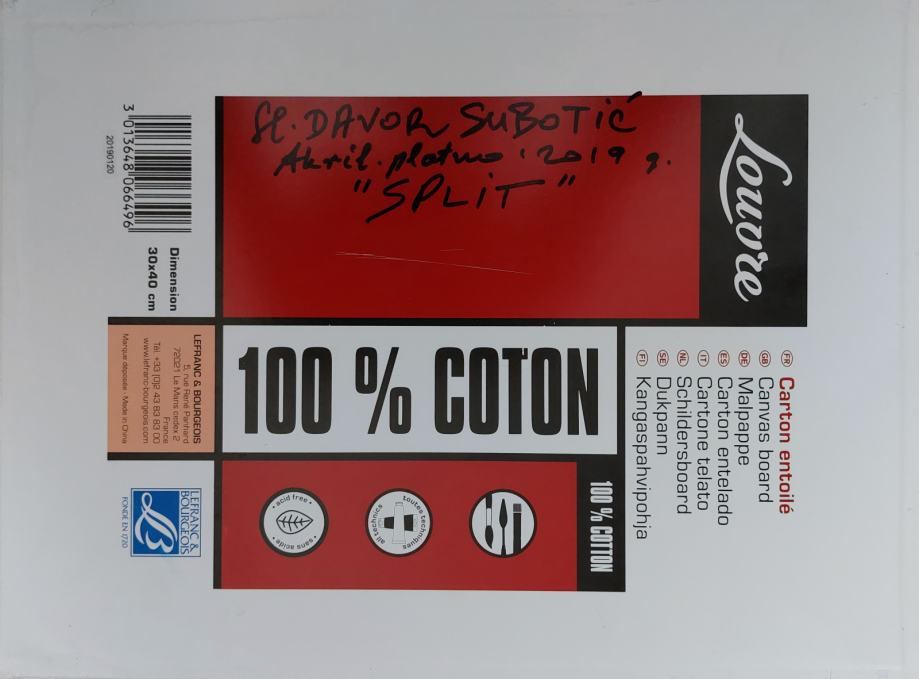 Sl. DAVOR SUBOTIĆ
Akril. platno. 2019 g.
"SPLIT"
Louvre
100 % COTON
FR Carton entoilé
GB Canvas board
DE Malpappe
ES Carton entelado
IT Cartone telato
NL Schildersboard
SE Dukpann
FI Kangaspahvipohja
100 % COTTON
toutes techniques
all technics
acid free
sans acide
3 013648 066496
20190120
Dimension
30x40 cm
LEFRANC & BOURGEOIS
5, rue René Panhard
72021 Le Mans cedex 2
France
Tél. +33 (0)2 43 83 83 00
www.lefranc-bourgeois.com
Marque déposée - Made in China
LEFRANC &
BOURGEOIS
LB
FONDÉ EN 1720